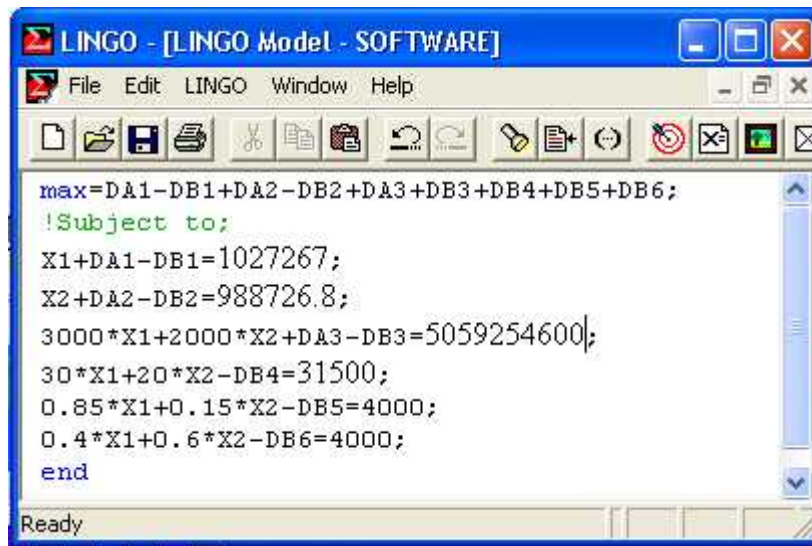 LINGO - [LINGO Model - SOFTWARE]
File Edit LINGO Window Help
max=DA1-DB1+DA2-DB2+DA3+DB3+DB4+DB5+DB6;
!Subject to;
X1+DA1-DB1=1027267;
X2+DA2-DB2=988726.8;
3000*X1+2000*X2+DA3-DB3=5059254600;
30*X1+20*X2-DB4=31500;
0.85*X1+0.15*X2-DB5=4000;
0.4*X1+0.6*X2-DB6=4000;
end
Ready